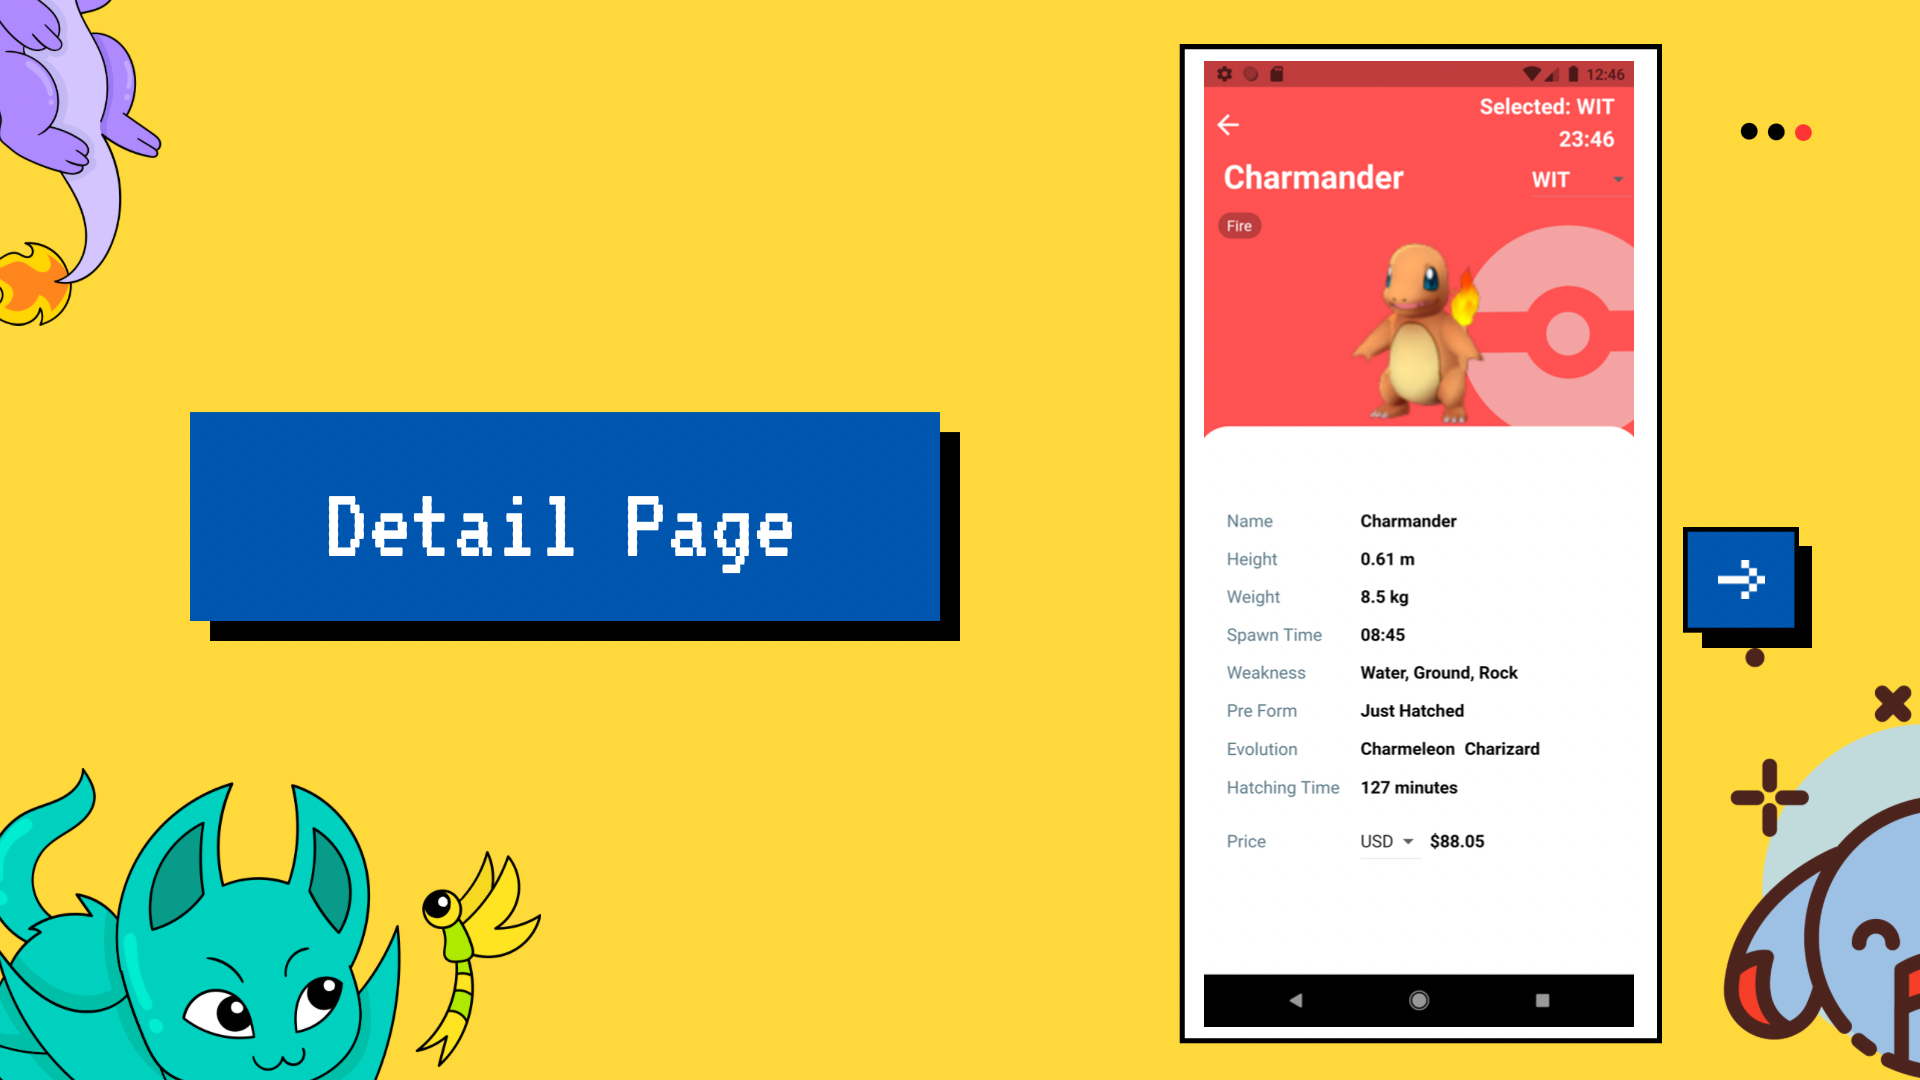 Detail Page
12:46
Selected: WIT
23:46
Charmander
WIT
Fire
Name Charmander
Height 0.61 m
Weight 8.5 kg
Spawn Time 08:45
Weakness Water, Ground, Rock
Pre Form Just Hatched
Evolution Charmeleon Charizard
Hatching Time 127 minutes
Price USD $88.05